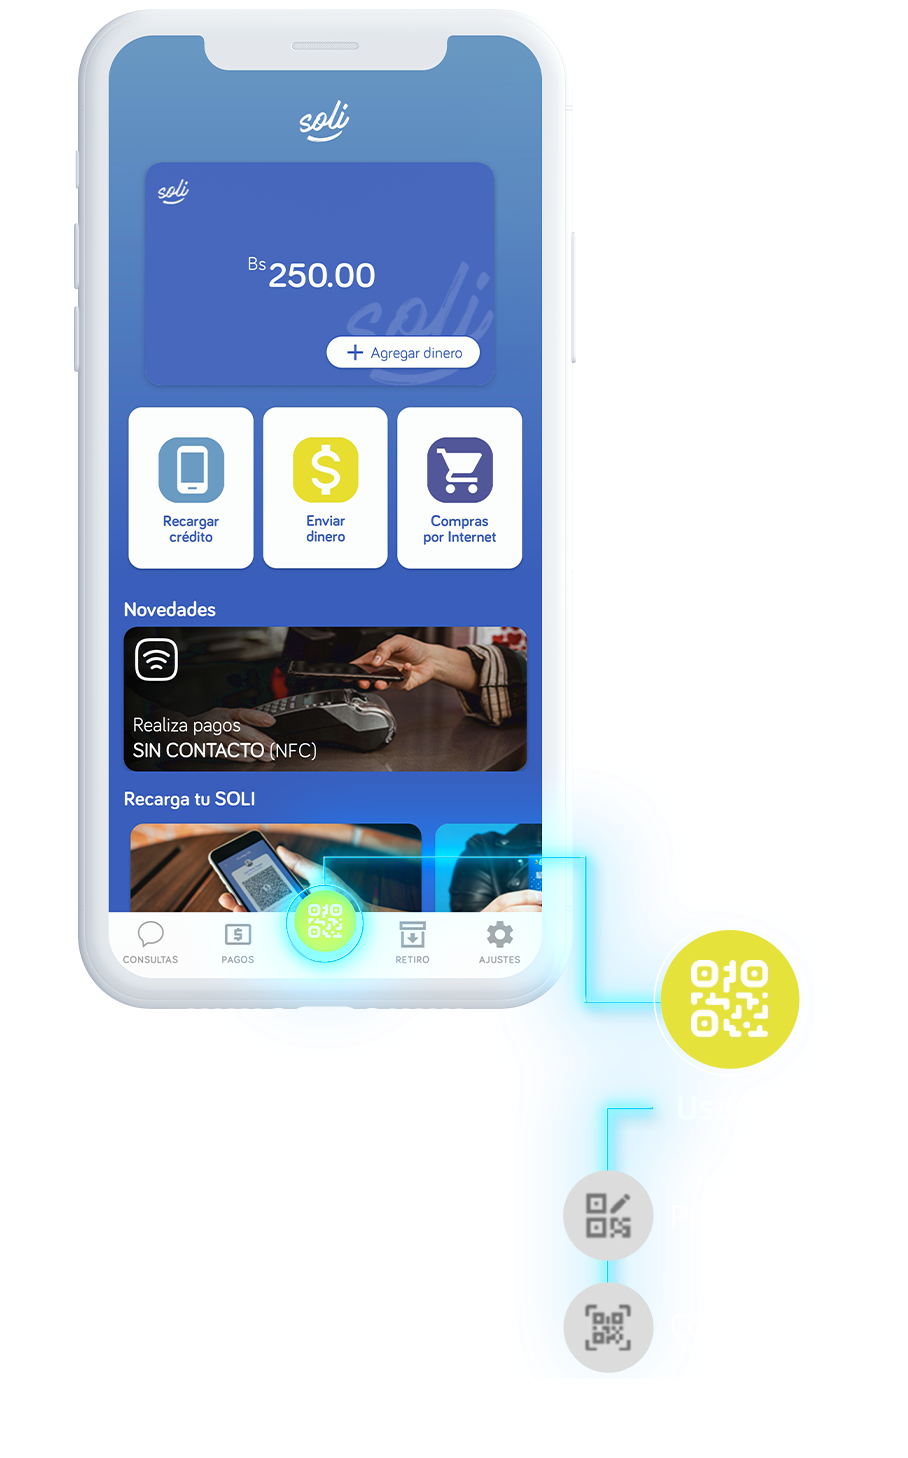 soli
soli
Bs 250.00
soli
+ Agregar dinero
Recargar
crédito
Enviar
dinero
Compras
por Internet
Novedades
Realiza pagos
SIN CONTACTO (NFC)
Recarga tu SOLI
CONSULTAS
PAGOS
RETIRO
AJUSTES